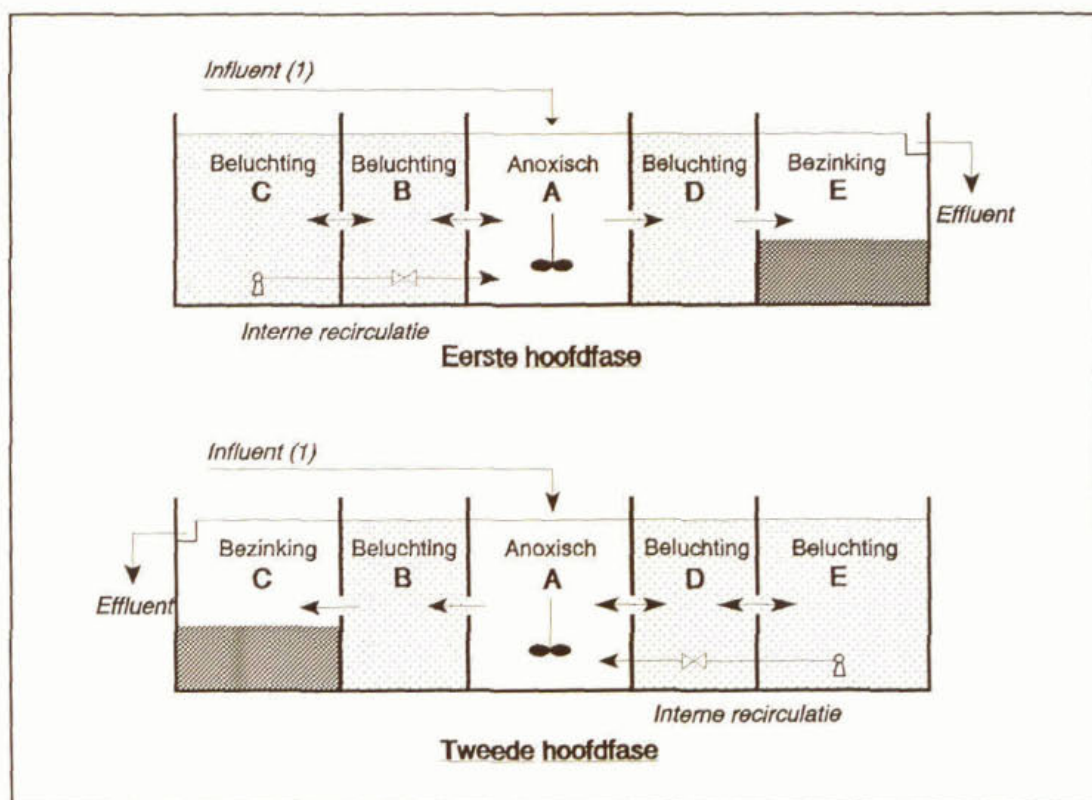 Influent (1)
Beluchting Beluchting Anoxisch Beluchting Bezinking
C B A D E
Effluent
Interne recirculatie
Eerste hoofdfase
Influent (1)
Bezinking Beluchting Anoxisch Beluchting Beluchting
C B A D E
Effluent
Interne recirculatie
Tweede hoofdfase